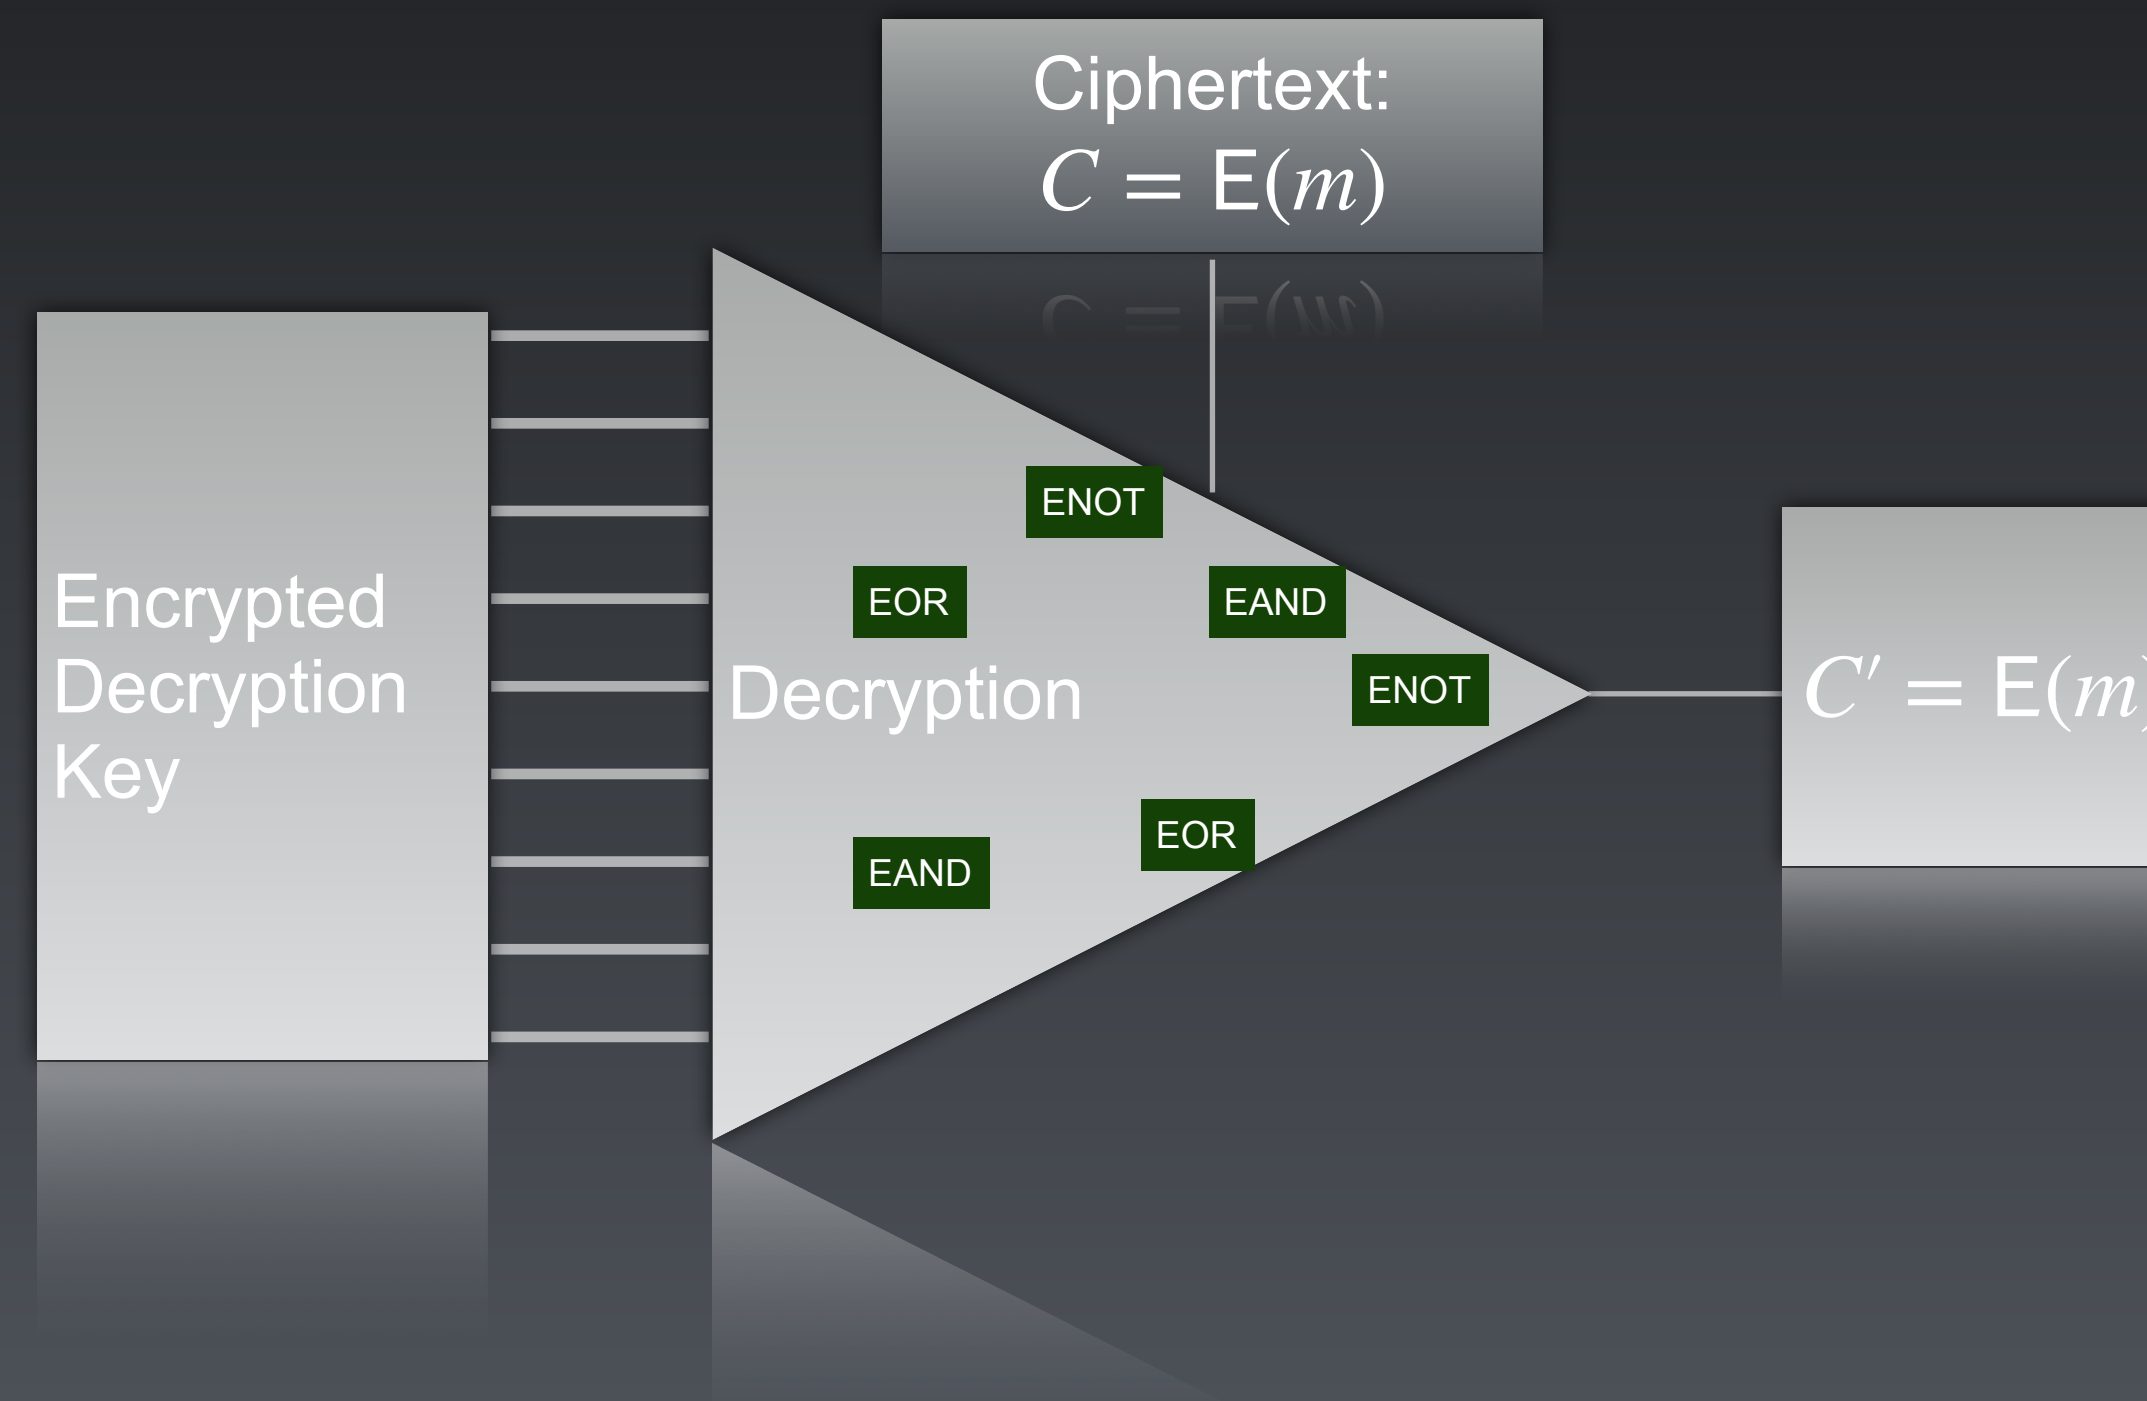 Ciphertext:
C = E(m)
Encrypted
Decryption
Key
ENOT
EOR
EAND
Decryption
ENOT
EOR
EAND
C′ = E(m)